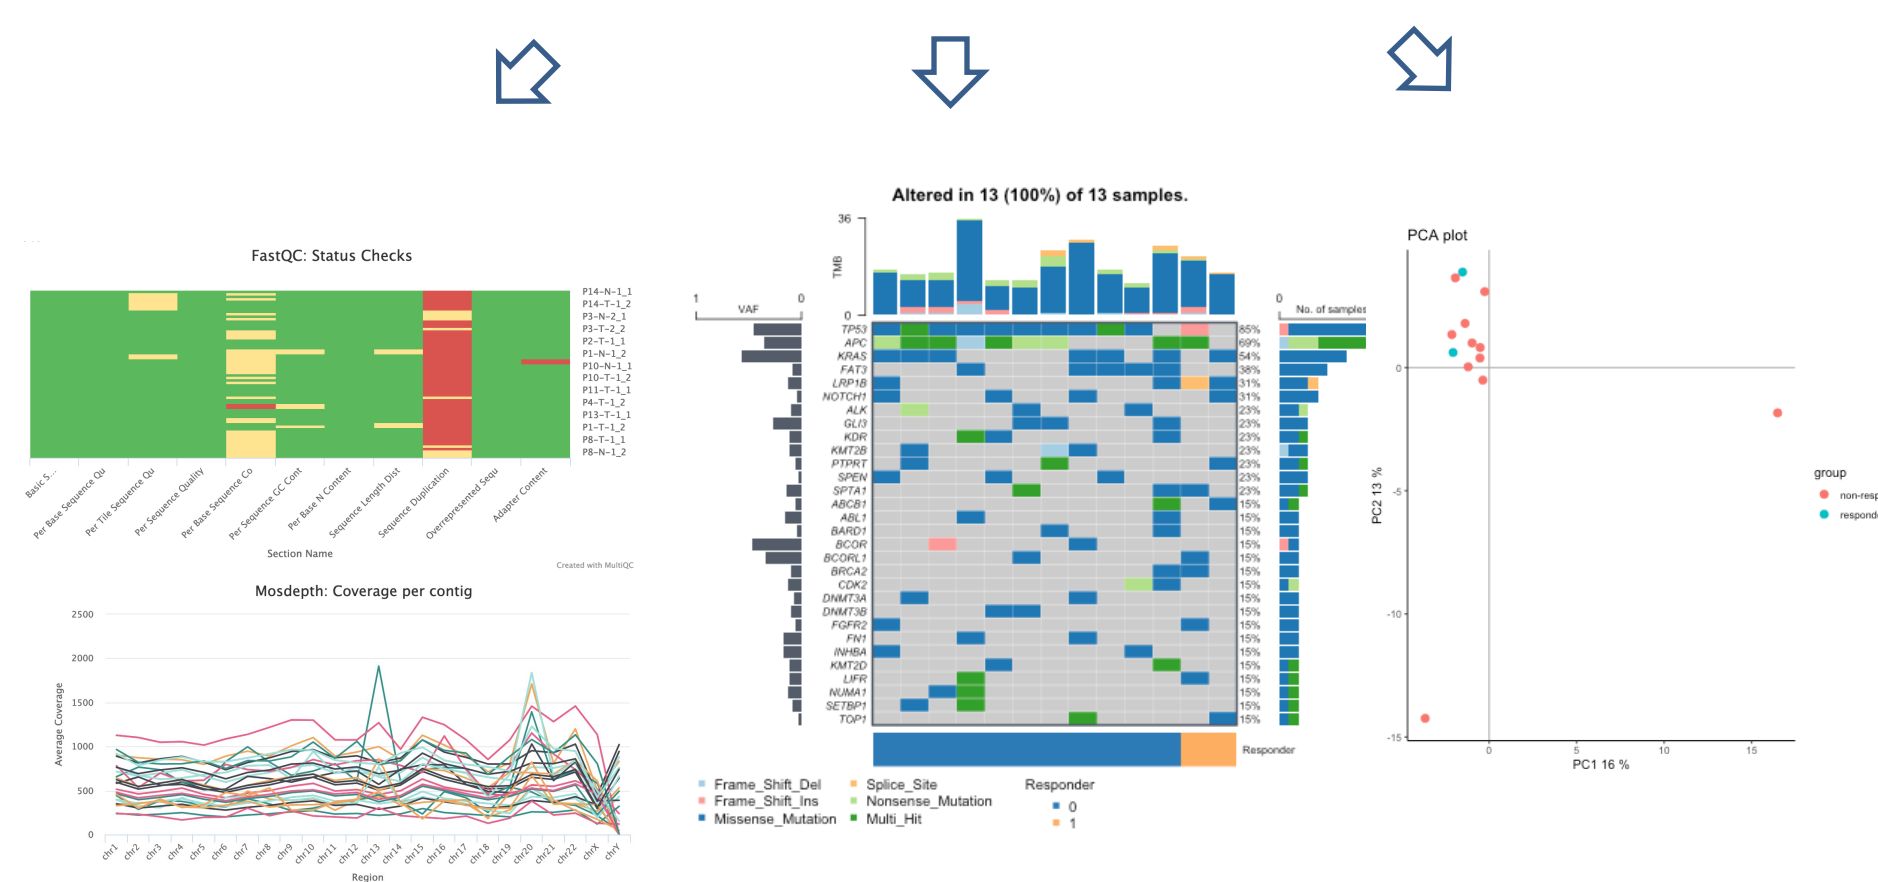 FastQC: Status Checks
P14-N-1_1
P14-T-1_2
P3-N-2_1
P3-T-2_2
P2-T-1_1
P1-N-1_2
P10-N-1_1
P10-T-1_2
P11-T-1_1
P4-T-1_2
P13-T-1_1
P1-T-1_2
P8-T-1_1
P8-N-1_2
Basic S...
Per Base Sequence Qu
Per Tile Sequence Qu
Per Sequence Quality
Per Base Sequence Co
Per Sequence GC Cont
Per Base N Content
Sequence Length Dist
Sequence Duplication
Overrepresented Sequ
Adapter Content
Section Name
Created with MultiQC
Mosdepth: Coverage per contig
Average Coverage
2500
2000
1500
1000
500
0
chr1
chr2
chr3
chr4
chr5
chr6
chr7
chr8
chr9
chr10
chr11
chr12
chr13
chr14
chr15
chr16
chr17
chr18
chr19
chr20
chr21
chr22
chrX
chrY
Region
Altered in 13 (100%) of 13 samples.
36
TMB
0
1 0
VAF
0
No. of samples
TP53 85%
APC 69%
KRAS 54%
FAT3 38%
LRP1B 31%
NOTCH1 31%
ALK 23%
GLI3 23%
KDR 23%
KMT2B 23%
PTPRT 23%
SPEN 23%
SPTA1 23%
ABCB1 15%
ABL1 15%
BARD1 15%
BCOR 15%
BCORL1 15%
BRCA2 15%
CDK2 15%
DNMT3A 15%
DNMT3B 15%
FGFR2 15%
FN1 15%
INHBA 15%
KMT2D 15%
LIFR 15%
NUMA1 15%
SETBP1 15%
TOP1 15%
Responder
Frame_Shift_Del
Frame_Shift_Ins
Missense_Mutation
Splice_Site
Nonsense_Mutation
Multi_Hit
Responder
0
1
PCA plot
PC2 13 %
0
-5
-10
-15
0 5 10 15
PC1 16 %
group
non-resp
responde